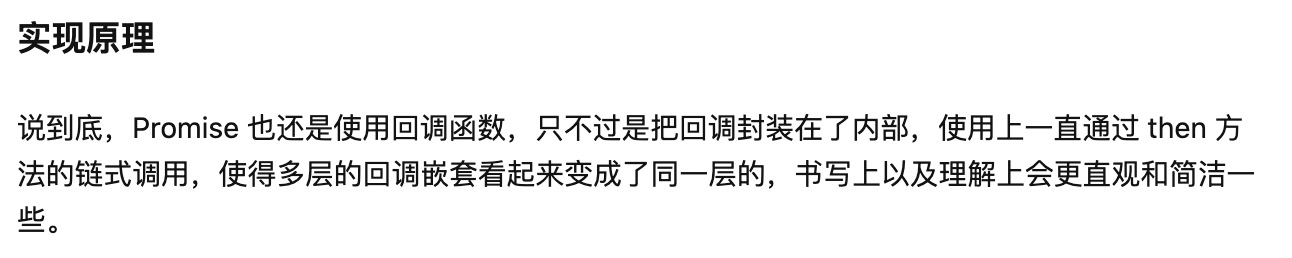 实现原理
说到底，Promise 也还是使用回调函数，只不过是把回调封装在了内部，使用上一直通过 then 方
法的链式调用，使得多层的回调嵌套看起来变成了同一层的，书写上以及理解上会更直观和简洁一
些。